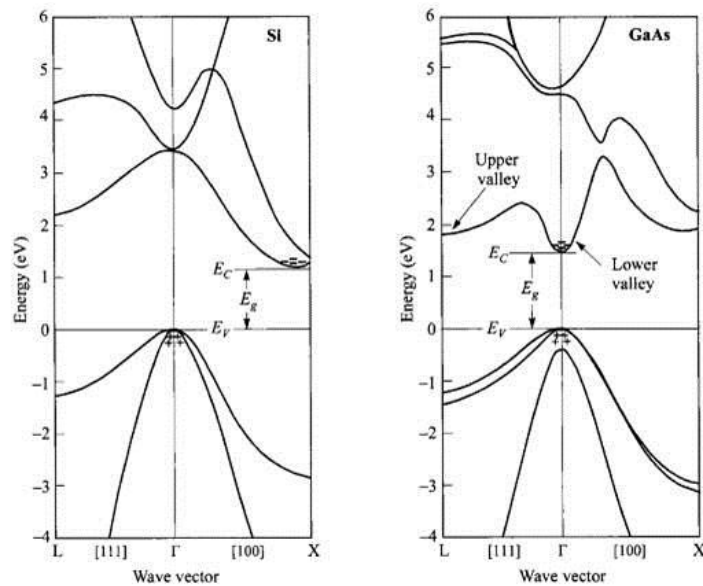 Si
6
5
4
3
2
1
0
−1
−2
−3
−4
Energy (eV)
E_C
E_g
E_V
L [111] Γ [100] X
Wave vector
GaAs
6
5
4
3
2
1
0
−1
−2
−3
−4
Energy (eV)
Upper
valley
Lower
valley
E_C
E_g
E_V
L [111] Γ [100] X
Wave vector